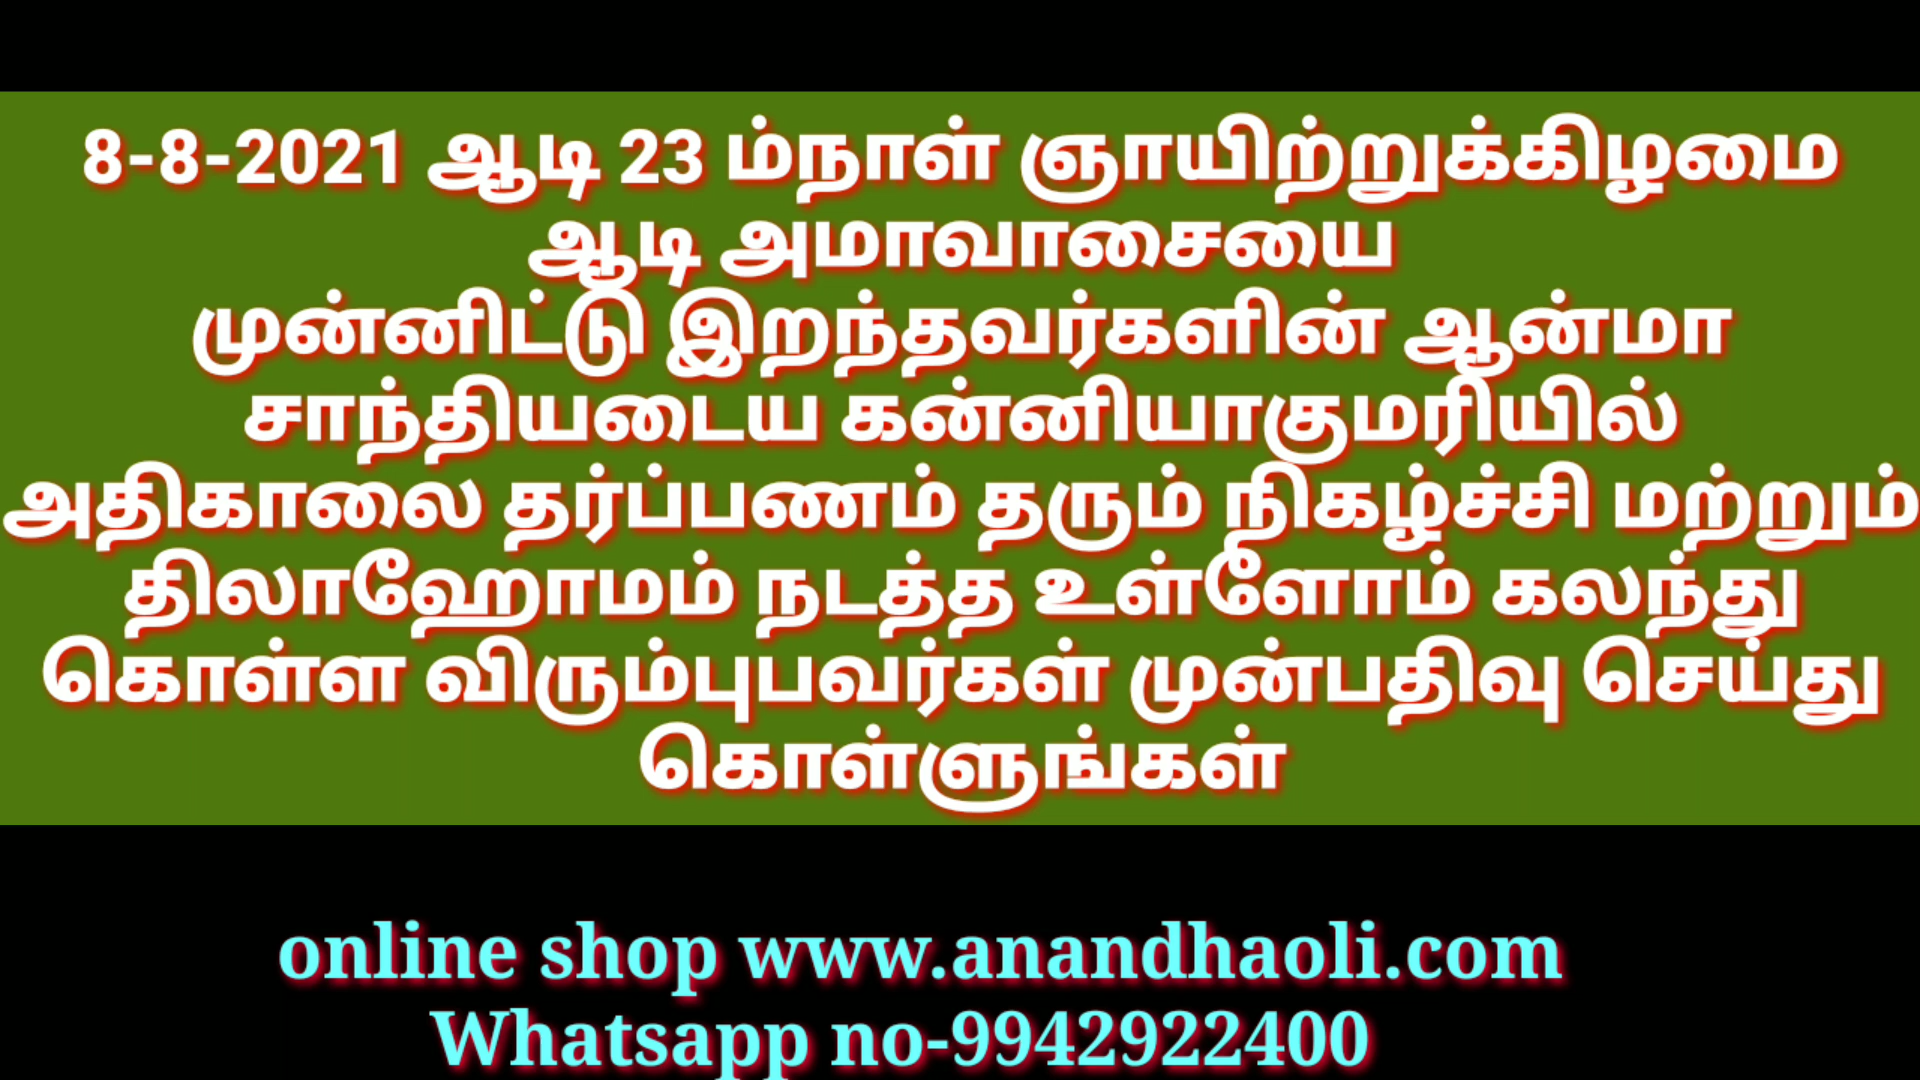 8-8-2021 ஆடி 23 ம்நாள் ஞாயிற்றுக்கிழமை
ஆடி அமாவாசையை
முன்னிட்டு இறந்தவர்களின் ஆன்மா
சாந்தியடைய கன்னியாகுமரியில்
அதிகாலை தர்ப்பணம் தரும் நிகழ்ச்சி மற்றும்
திலாஹோமம் நடத்த உள்ளோம் கலந்து
கொள்ள விரும்புபவர்கள் முன்பதிவு செய்து
கொள்ளுங்கள்
online shop www.anandhaoli.com
Whatsapp no-9942922400